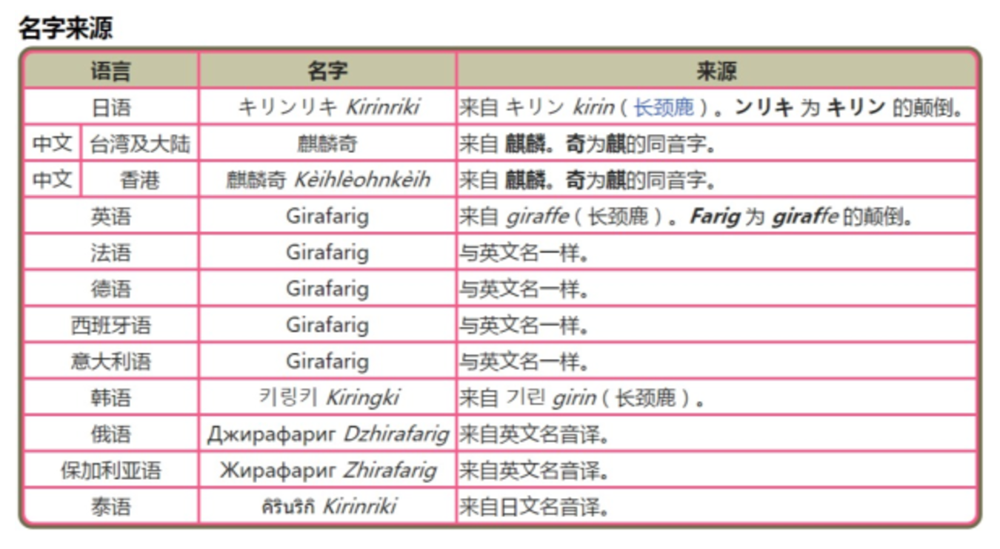 名字来源
语言 名字 来源
日语 キリンリキ Kirinriki 来自 キリン kirin ( 长颈鹿 ) 。ンリキ 为 キリン 的颠倒。
中文 台湾及大陆 麒麟奇 来自 麒麟。奇为麒的同音字。
中文 香港 麒麟奇 Kèihlèohnkèih 来自 麒麟。奇为麒的同音字。
英语 Girafarig 来自 giraffe ( 长颈鹿 ) 。Farig 为 giraffe 的颠倒。
法语 Girafarig 与英文名一样。
德语 Girafarig 与英文名一样。
西班牙语 Girafarig 与英文名一样。
意大利语 Girafarig 与英文名一样。
韩语 키링키 Kiringki 来自 기린 girin ( 长颈鹿 ) 。
俄语 Джирафариг Dzhirafarig 来自英文名音译。
保加利亚语 Жирафариг Zhirafarig 来自英文名音译。
泰语 คิรินริกิ Kirinriki 来自日文名音译。